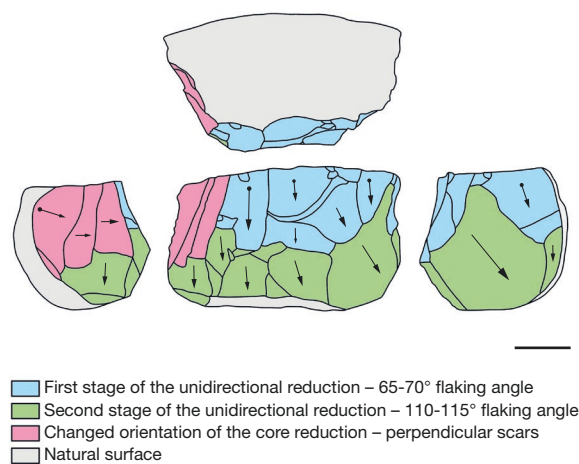 First stage of the unidirectional reduction – 65-70° flaking angle
Second stage of the unidirectional reduction – 110-115° flaking angle
Changed orientation of the core reduction – perpendicular scars
Natural surface